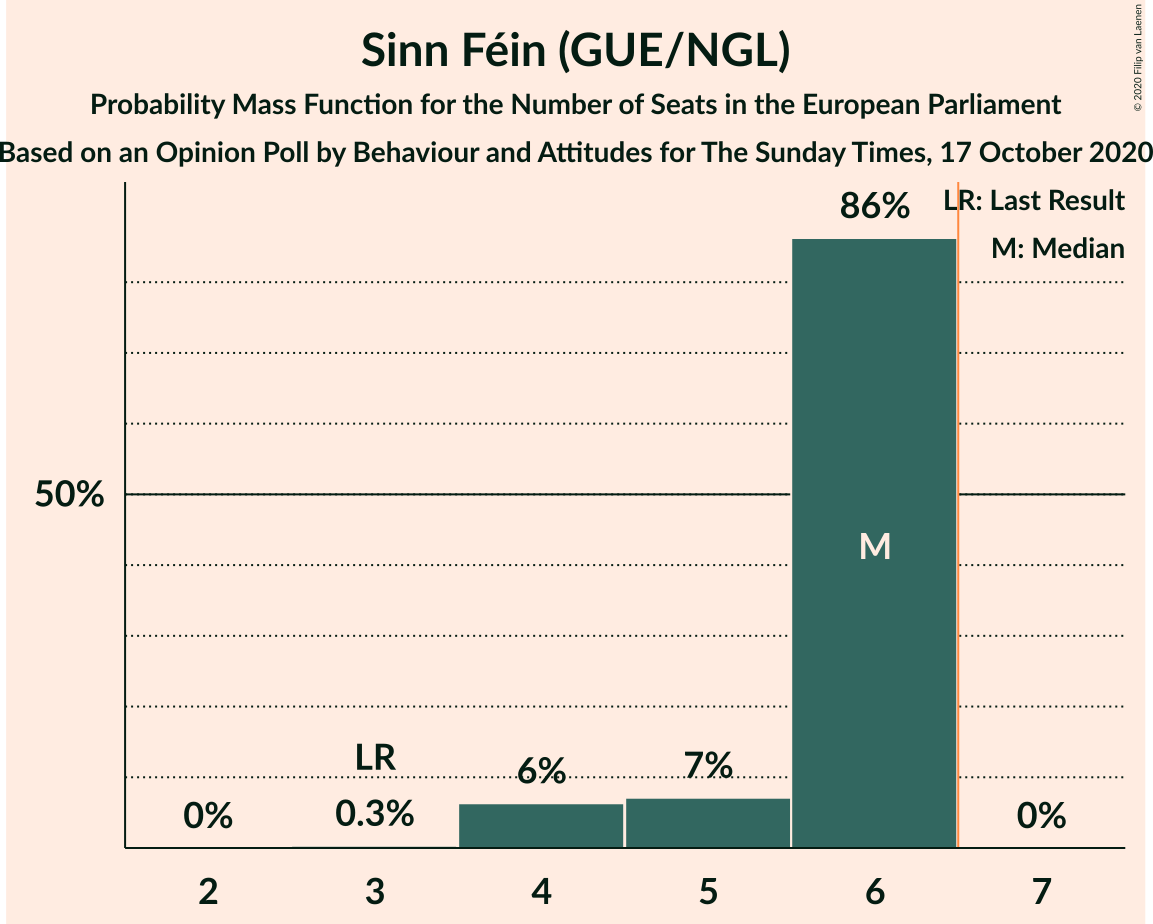 Sinn Féin (GUE/NGL)
Probability Mass Function for the Number of Seats in the European Parliament
Based on an Opinion Poll by Behaviour and Attitudes for The Sunday Times, 17 October 2020
© 2020 Filip van Laenen
LR: Last Result
M: Median
86%
50%
M
LR
0%
0.3%
6%
7%
0%
2 3 4 5 6 7